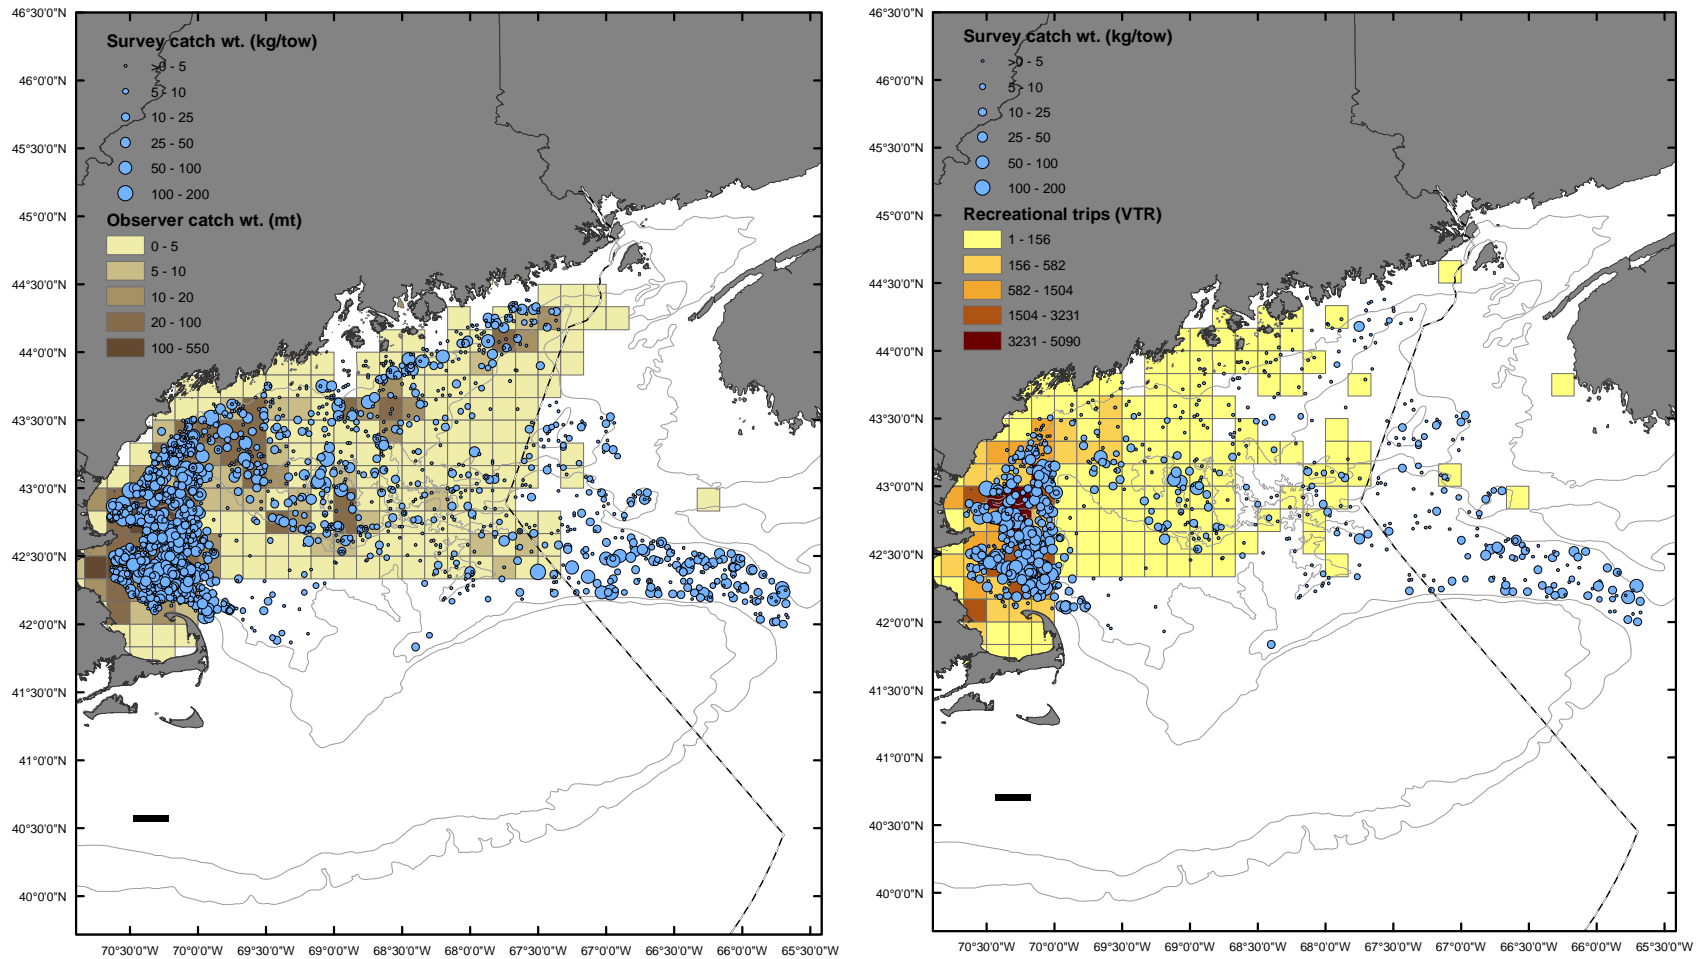 Survey catch wt. (kg/tow)
>0 - 5
5 - 10
10 - 25
25 - 50
50 - 100
100 - 200
Observer catch wt. (mt)
0 - 5
5 - 10
10 - 20
20 - 100
100 - 550
46°30'0"N
46°0'0"N
45°30'0"N
45°0'0"N
44°30'0"N
44°0'0"N
43°30'0"N
43°0'0"N
42°30'0"N
42°0'0"N
41°30'0"N
41°0'0"N
40°30'0"N
40°0'0"N
70°30'0"W
70°0'0"W
69°30'0"W
69°0'0"W
68°30'0"W
68°0'0"W
67°30'0"W
67°0'0"W
66°30'0"W
66°0'0"W
65°30'0"W
Survey catch wt. (kg/tow)
>0 - 5
5 - 10
10 - 25
25 - 50
50 - 100
100 - 200
Recreational trips (VTR)
1 - 156
156 - 582
582 - 1504
1504 - 3231
3231 - 5090
46°30'0"N
46°0'0"N
45°30'0"N
45°0'0"N
44°30'0"N
44°0'0"N
43°30'0"N
43°0'0"N
42°30'0"N
42°0'0"N
41°30'0"N
41°0'0"N
40°30'0"N
40°0'0"N
70°30'0"W
70°0'0"W
69°30'0"W
69°0'0"W
68°30'0"W
68°0'0"W
67°30'0"W
67°0'0"W
66°30'0"W
66°0'0"W
65°30'0"W